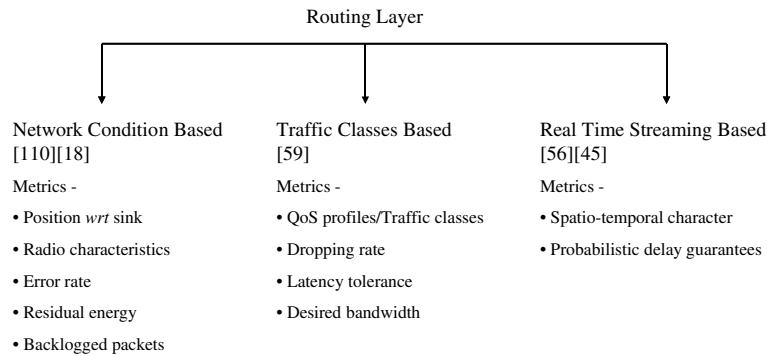 Routing Layer
Network Condition Based
[110][18]
Metrics -
• Position wrt sink
• Radio characteristics
• Error rate
• Residual energy
• Backlogged packets
Traffic Classes Based
[59]
Metrics -
• QoS profiles/Traffic classes
• Dropping rate
• Latency tolerance
• Desired bandwidth
Real Time Streaming Based
[56][45]
Metrics -
• Spatio-temporal character
• Probabilistic delay guarantees